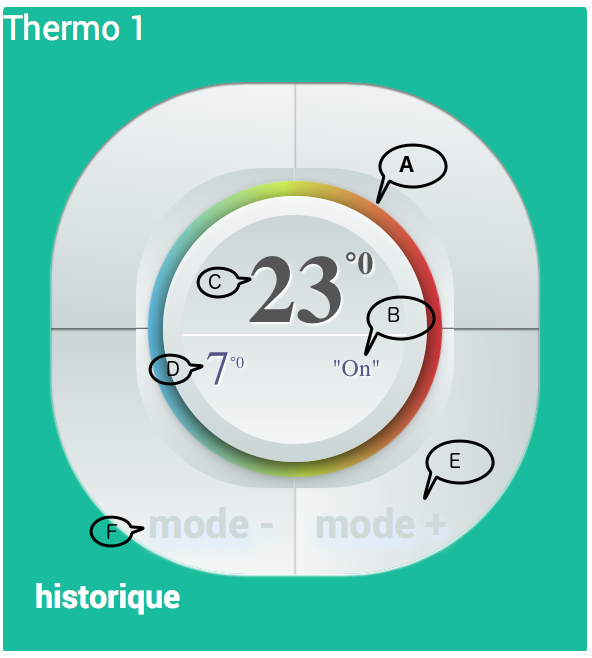 Thermo 1
A
C 23°0
B
D 7°0 "On"
E
F mode - mode +
historique